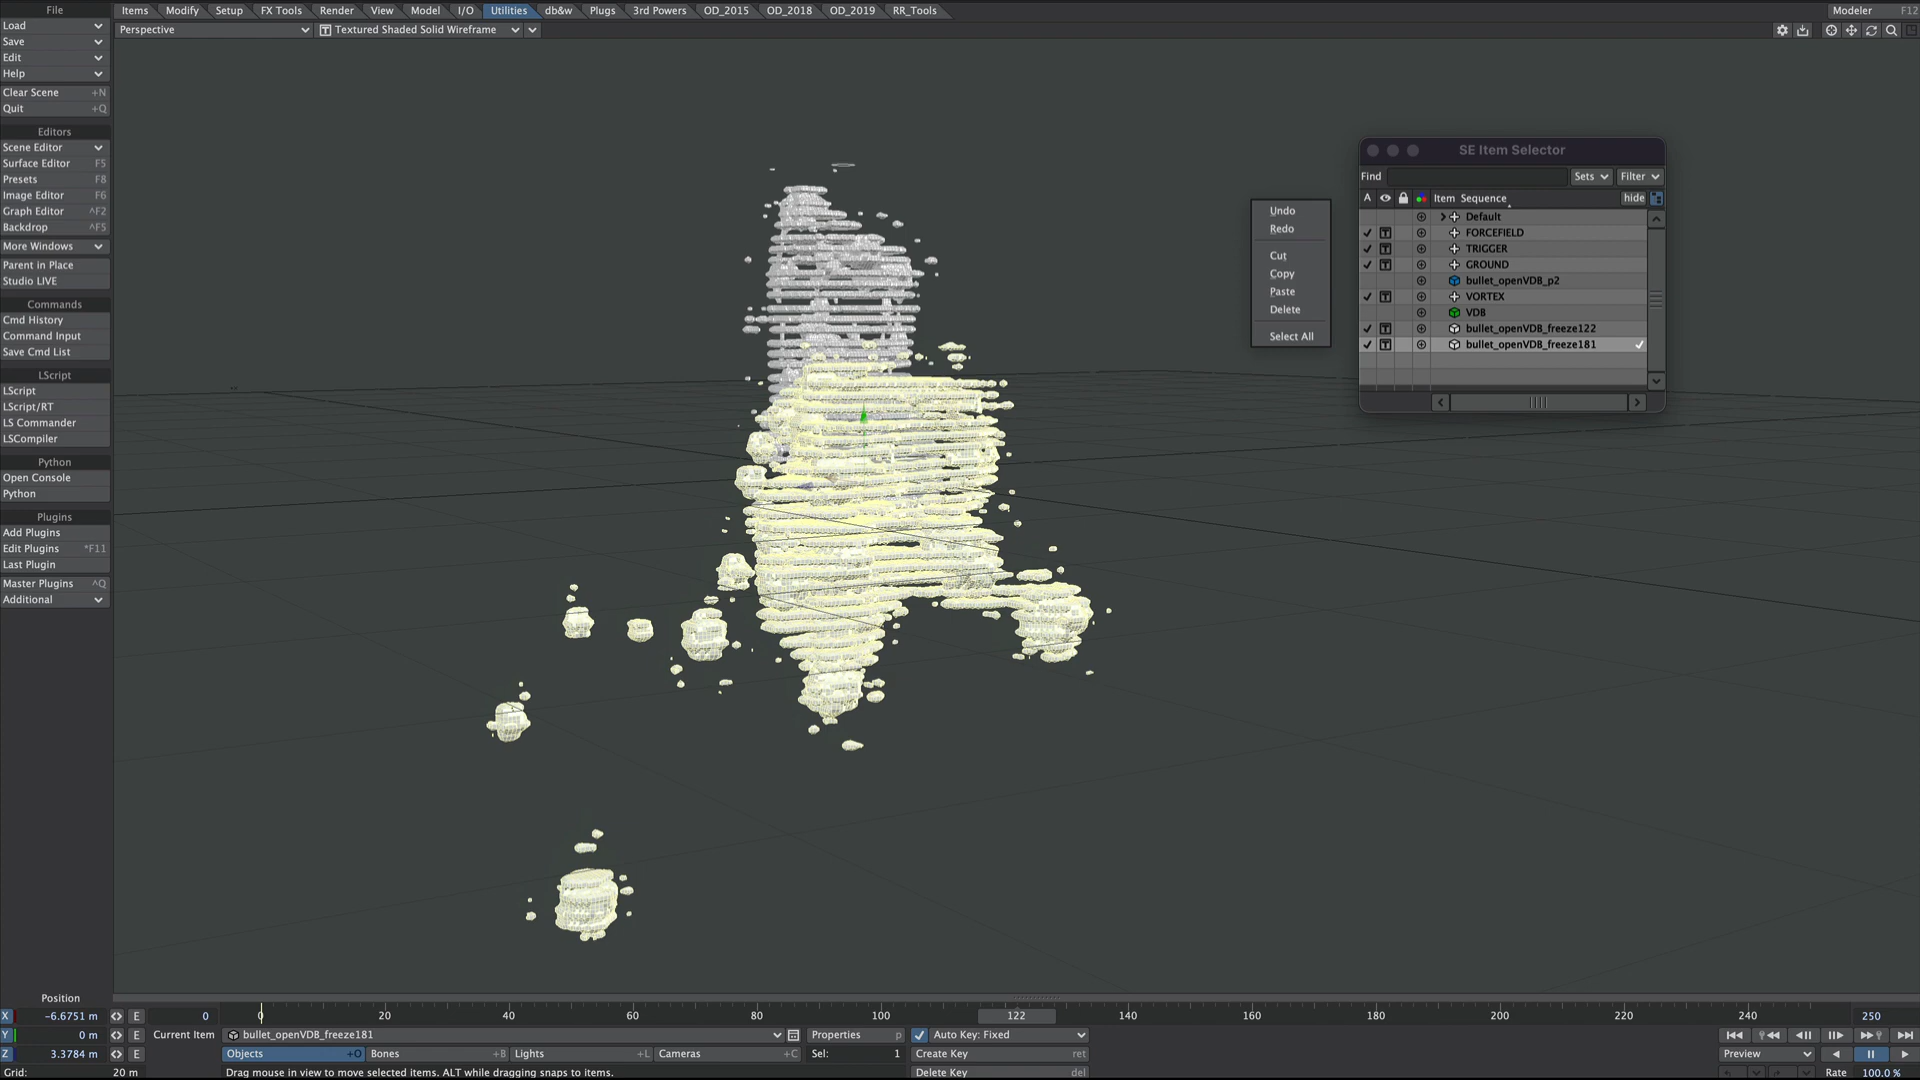 File
Items Modify Setup FX Tools Render View Model I/O Utilities db&w Plugs 3rd Powers OD_2015 OD_2018 OD_2019 RR_Tools
Modeler F12
Load
Perspective
T Textured Shaded Solid Wireframe
Save
Edit
Help
Clear Scene +N
Quit +Q
Editors
Scene Editor
Surface Editor F5
Presets F8
Image Editor F6
Graph Editor ^F2
Backdrop ^F5
More Windows
Parent in Place
Studio LIVE
Commands
Cmd History
Command Input
Save Cmd List
LScript
LScript
LScript/RT
LS Commander
LSCompiler
Python
Open Console
Python
Plugins
Add Plugins
Edit Plugins *F11
Last Plugin
Master Plugins ^Q
Additional
Undo
Redo
Cut
Copy
Paste
Delete
Select All
SE Item Selector
Find Sets Filter
A Item Sequence hide
Default
T FORCEFIELD
T TRIGGER
T GROUND
bullet_openVDB_p2
T VORTEX
VDB
T bullet_openVDB_freeze122
T bullet_openVDB_freeze181
Position
X -6.6751 m E 0
0 20 40 60 80 100 122 140 160 180 200 220 240 250
Y 0 m E Current Item bullet_openVDB_freeze181 Properties p Auto Key: Fixed
Z 3.3784 m E Objects +O Bones +B Lights +L Cameras +C Sel: 1 Create Key ret Preview
Grid: 20 m Drag mouse in view to move selected items. ALT while dragging snaps to items. Delete Key del Rate 100.0 %